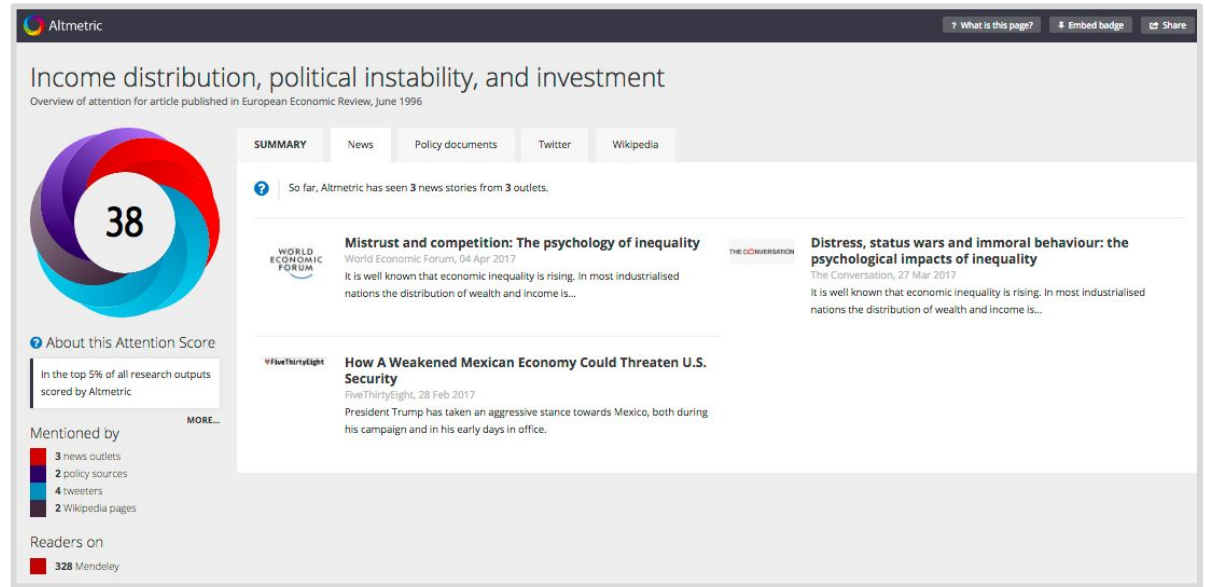 Altmetric
? What is this page?
Embed badge
Share
Income distribution, political instability, and investment
Overview of attention for article published in European Economic Review, June 1996
38
? About this Attention Score
In the top 5% of all research outputs
scored by Altmetric
MORE...
Mentioned by
3 news outlets
2 policy sources
4 tweeters
2 Wikipedia pages
Readers on
328 Mendeley
SUMMARY
News
Policy documents
Twitter
Wikipedia
? So far, Altmetric has seen 3 news stories from 3 outlets.
WORLD
ECONOMIC
FORUM
Mistrust and competition: The psychology of inequality
World Economic Forum, 04 Apr 2017
It is well known that economic inequality is rising. In most industrialised
nations the distribution of wealth and income is...
THE CONVERSATION
Distress, status wars and immoral behaviour: the
psychological impacts of inequality
The Conversation, 27 Mar 2017
It is well known that economic inequality is rising. In most industrialised
nations the distribution of wealth and income is...
FiveThirtyEight
How A Weakened Mexican Economy Could Threaten U.S.
Security
FiveThirtyEight, 28 Feb 2017
President Trump has taken an aggressive stance towards Mexico, both during
his campaign and in his early days in office.